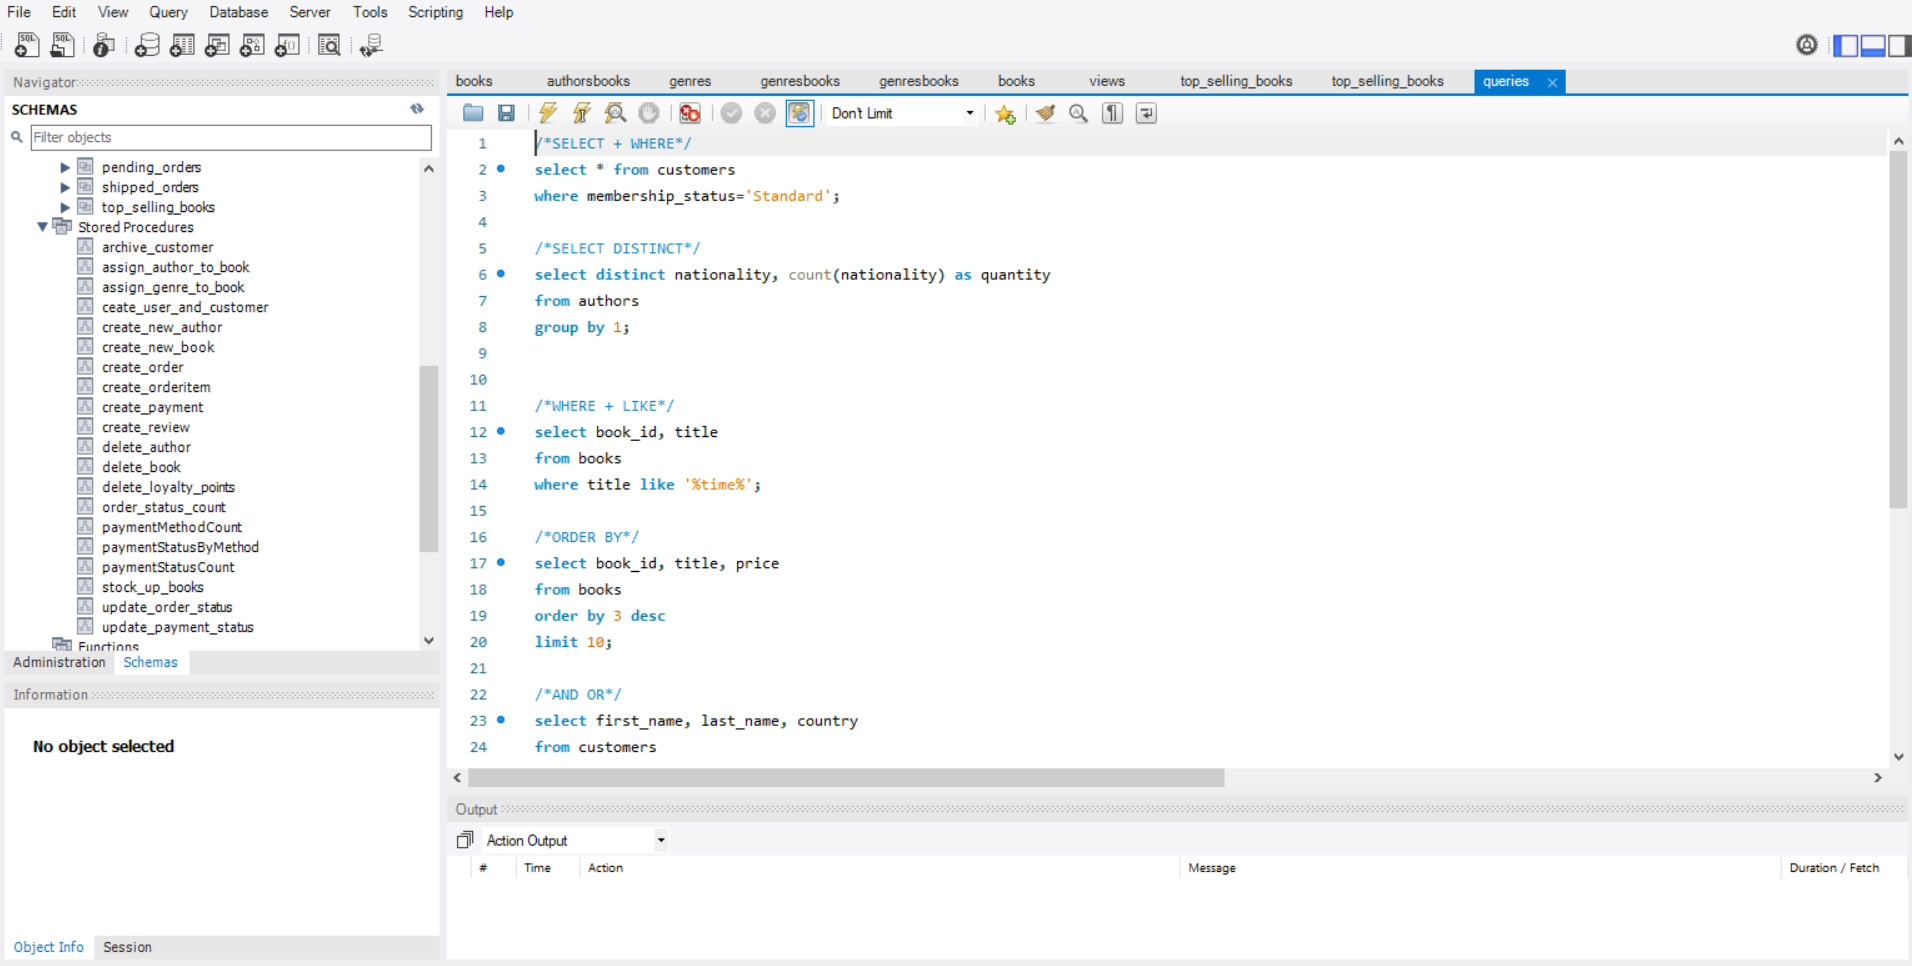 File Edit View Query Database Server Tools Scripting Help
SQL SQL
Navigator
SCHEMAS
Filter objects
pending_orders
shipped_orders
top_selling_books
Stored Procedures
archive_customer
assign_author_to_book
assign_genre_to_book
ceate_user_and_customer
create_new_author
create_new_book
create_order
create_orderitem
create_payment
create_review
delete_author
delete_book
delete_loyalty_points
order_status_count
paymentMethodCount
paymentStatusByMethod
paymentStatusCount
stock_up_books
update_order_status
update_payment_status
Functions
Administration Schemas
Information
No object selected
Object Info Session
books authorsbooks genres genresbooks genresbooks books views top_selling_books top_selling_books queries
Don't Limit
1 /*SELECT + WHERE*/
2 select * from customers
3 where membership_status='Standard';
4
5 /*SELECT DISTINCT*/
6 select distinct nationality, count(nationality) as quantity
7 from authors
8 group by 1;
9
10
11 /*WHERE + LIKE*/
12 select book_id, title
13 from books
14 where title like '%time%';
15
16 /*ORDER BY*/
17 select book_id, title, price
18 from books
19 order by 3 desc
20 limit 10;
21
22 /*AND OR*/
23 select first_name, last_name, country
24 from customers
Output
Action Output
# Time Action Message Duration / Fetch